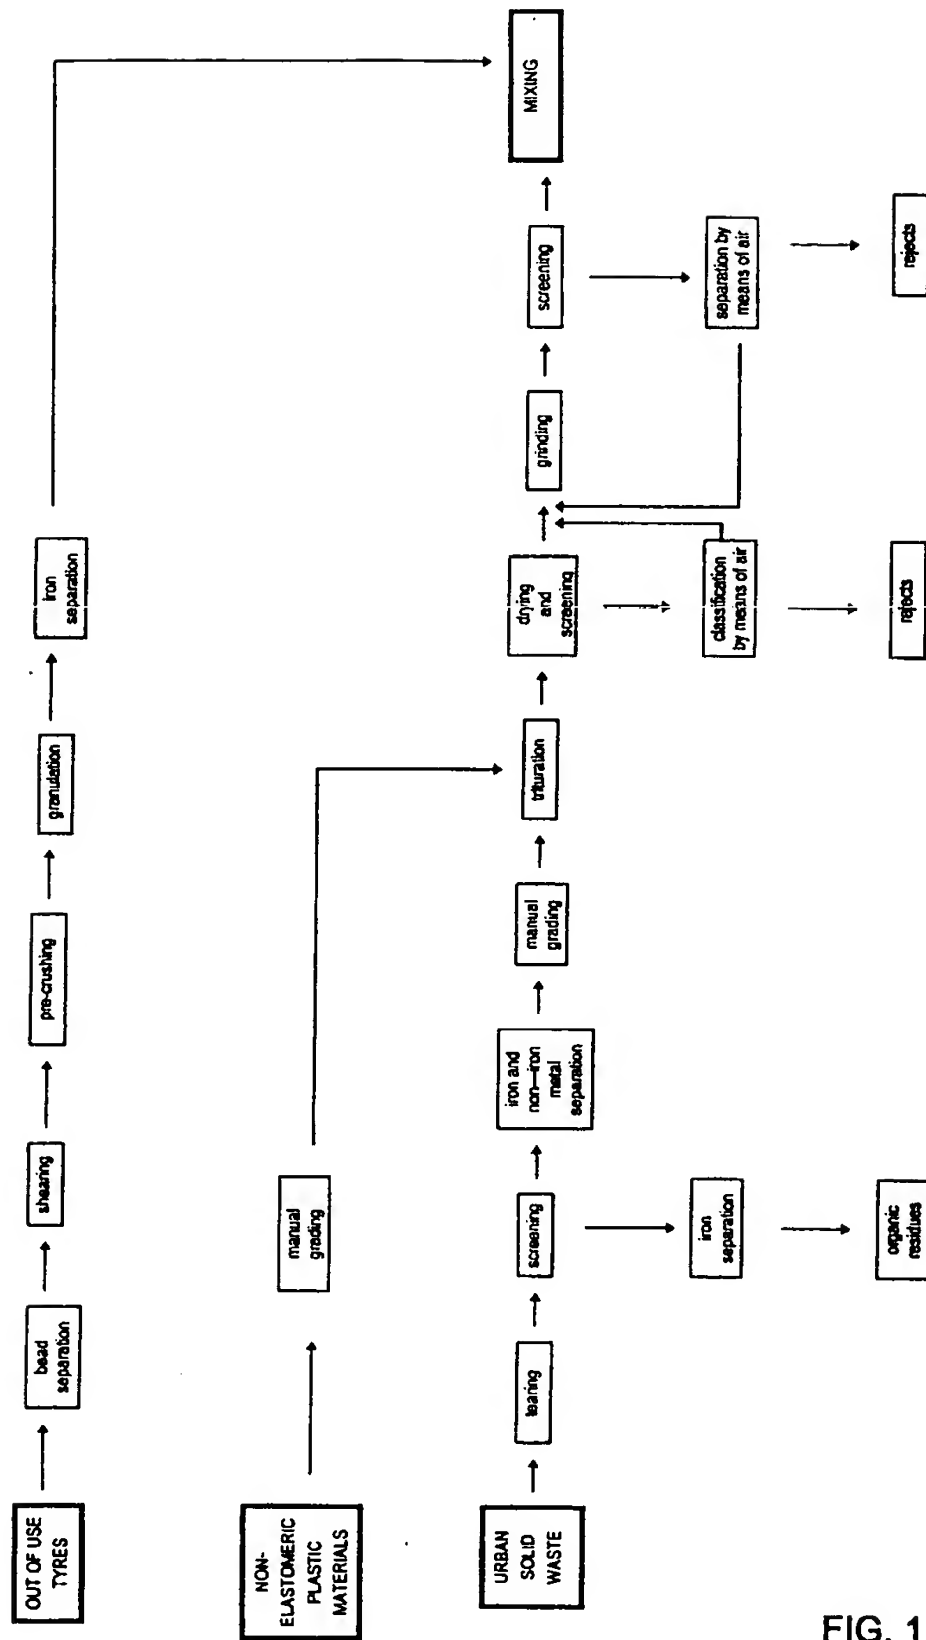 OUT OF USE
TYRES
bead
separation
shearing
pre-crushing
granulation
iron
separation
NON-
ELASTOMERIC
PLASTIC
MATERIALS
manual
grading
URBAN
SOLID
WASTE
tearing
screening
iron and
non-iron
metal
separation
manual
grading
trituration
drying
and
screening
grinding
screening
MIXING
iron
separation
classification
by means of air
separation by
means of air
organic
residues
rejects
rejects
FIG. 1